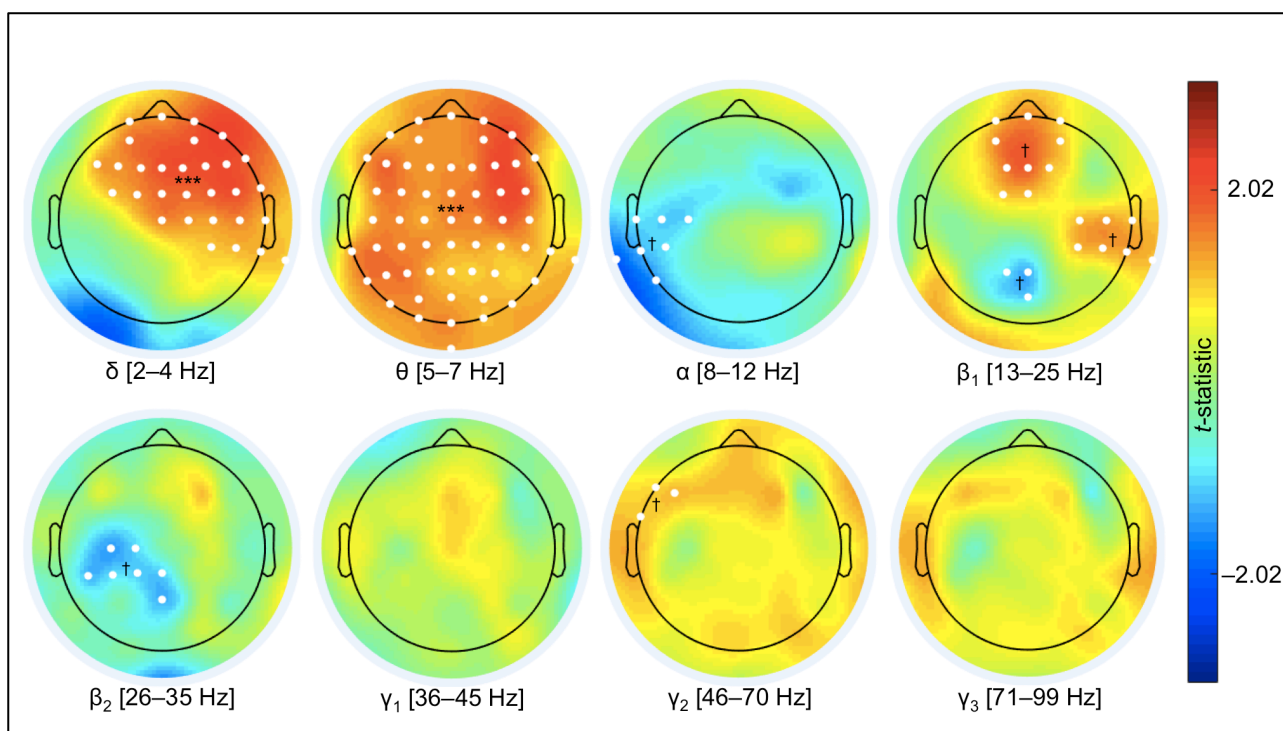 ***
***
†
†
†
†
2.02
t-statistic
–2.02
δ [2–4 Hz]
θ [5–7 Hz]
α [8–12 Hz]
β₁ [13–25 Hz]
†
†
β₂ [26–35 Hz]
γ₁ [36–45 Hz]
γ₂ [46–70 Hz]
γ₃ [71–99 Hz]